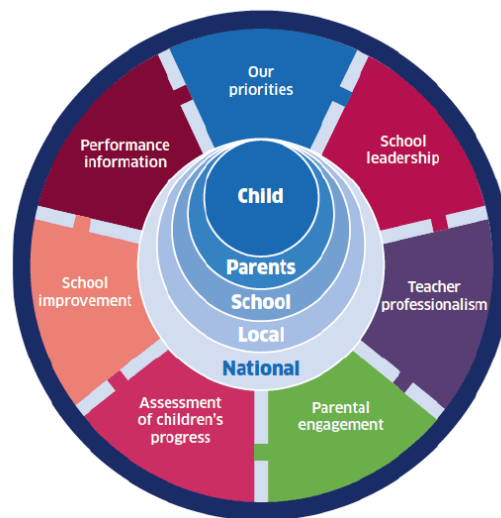 Our
priorities
School
leadership
Teacher
professionalism
Parental
engagement
Assessment
of children's
progress
School
improvement
Performance
information
Child
Parents
School
Local
National